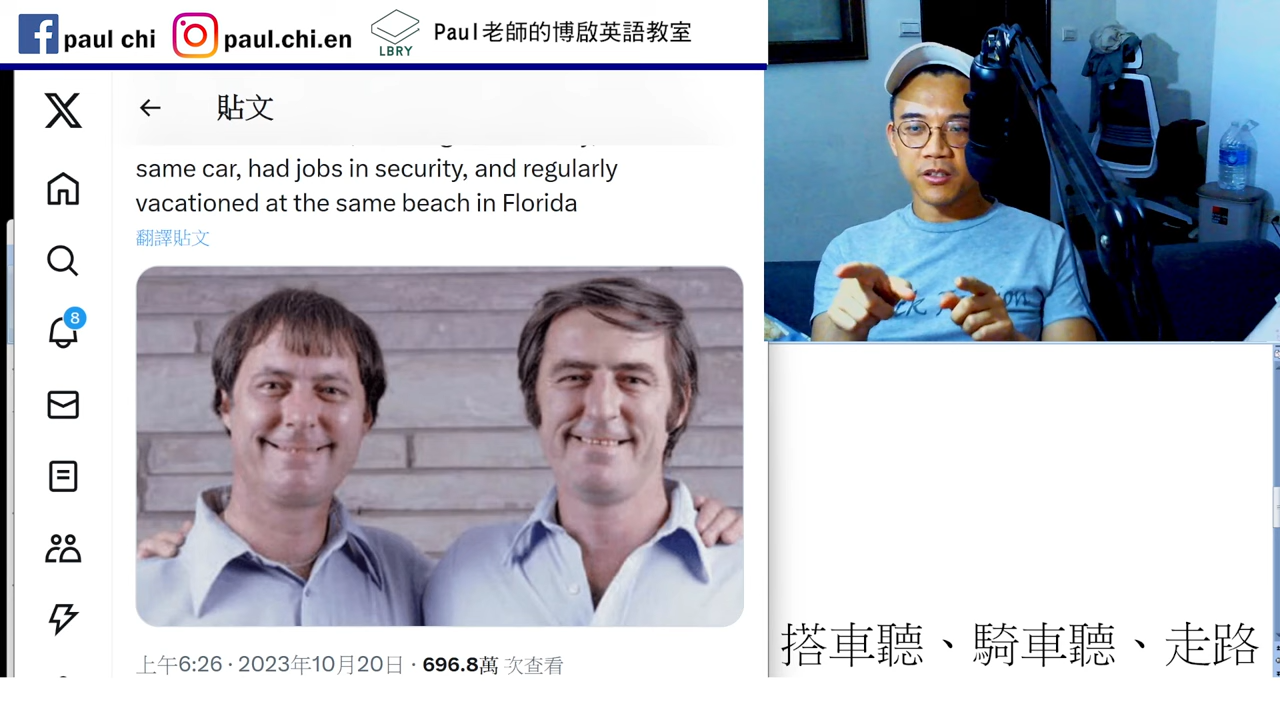 paul chi
paul.chi.en
LBRY
Paul老師的博啟英語教室
貼文
same car, had jobs in security, and regularly
vacationed at the same beach in Florida
翻譯貼文
8
上午6:26 · 2023年10月20日 · 696.8萬 次查看
搭車聽、騎車聽、走路